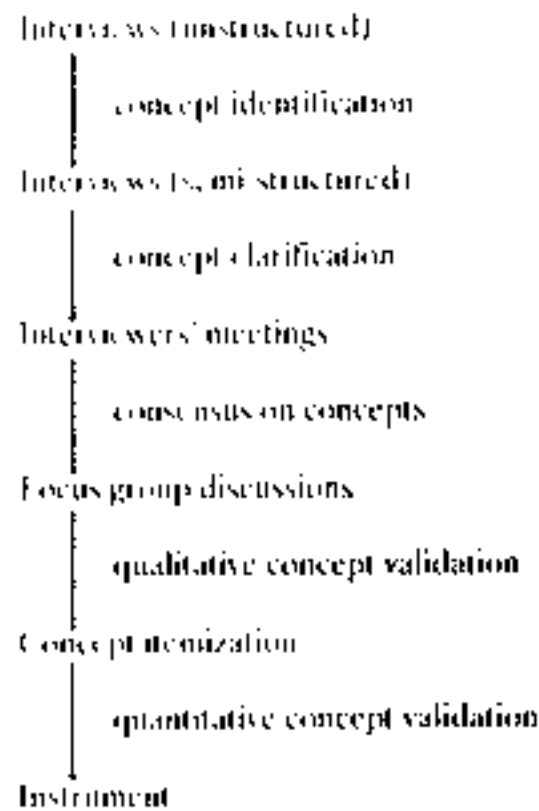 Interviews (unstructured)
concept identification
Interviews (semi-structured)
concept clarification
Interviewers' meetings
consensus on concepts
Focus group discussions
qualitative concept validation
Concept itemization
quantitative concept validation
Instrument